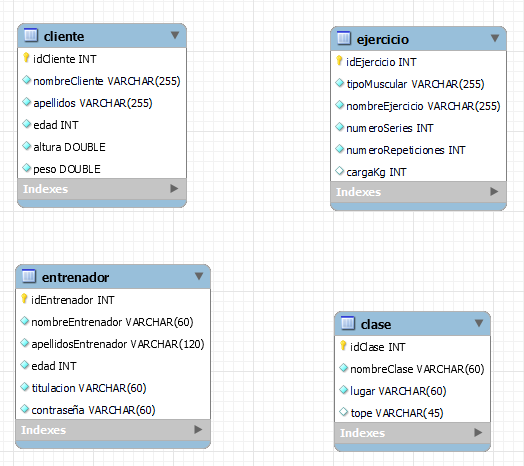 cliente
idCliente INT
nombreCliente VARCHAR(255)
apellidos VARCHAR(255)
edad INT
altura DOUBLE
peso DOUBLE
Indexes
ejercicio
idEjercicio INT
tipoMuscular VARCHAR(255)
nombreEjercicio VARCHAR(255)
numeroSeries INT
numeroRepeticiones INT
cargaKg INT
Indexes
entrenador
idEntrenador INT
nombreEntrenador VARCHAR(60)
apellidosEntrenador VARCHAR(120)
edad INT
titulacion VARCHAR(60)
contraseña VARCHAR(60)
Indexes
clase
idClase INT
nombreClase VARCHAR(60)
lugar VARCHAR(60)
tope VARCHAR(45)
Indexes